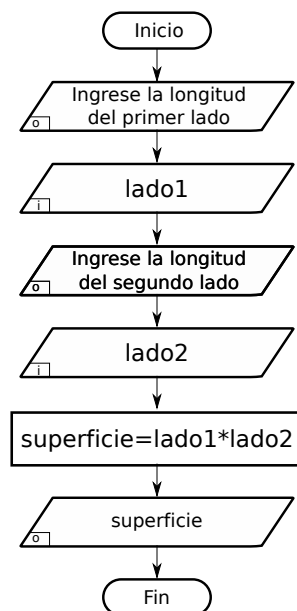 Inicio
Ingrese la longitud
del primer lado
o
lado1
i
Ingrese la longitud
del segundo lado
o
lado2
i
superficie=lado1*lado2
superficie
o
Fin